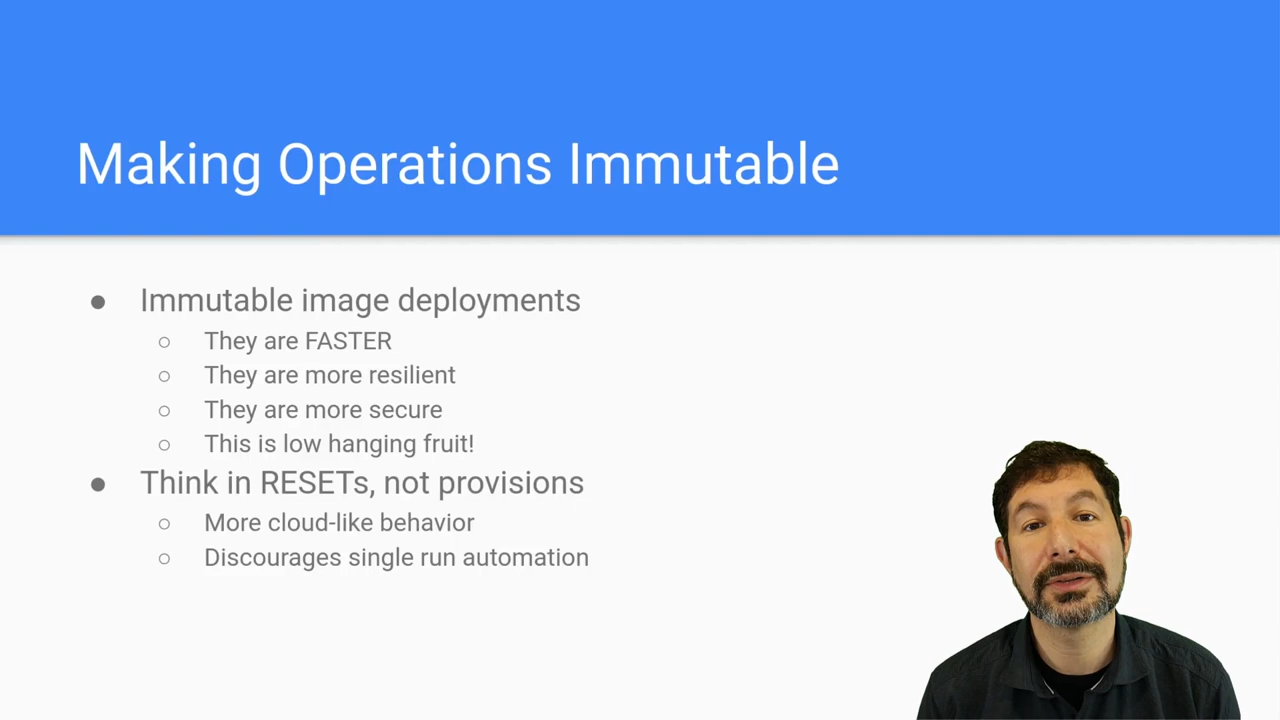 Making Operations Immutable
● Immutable image deployments
○ They are FASTER
○ They are more resilient
○ They are more secure
○ This is low hanging fruit!
● Think in RESETs, not provisions
○ More cloud-like behavior
○ Discourages single run automation